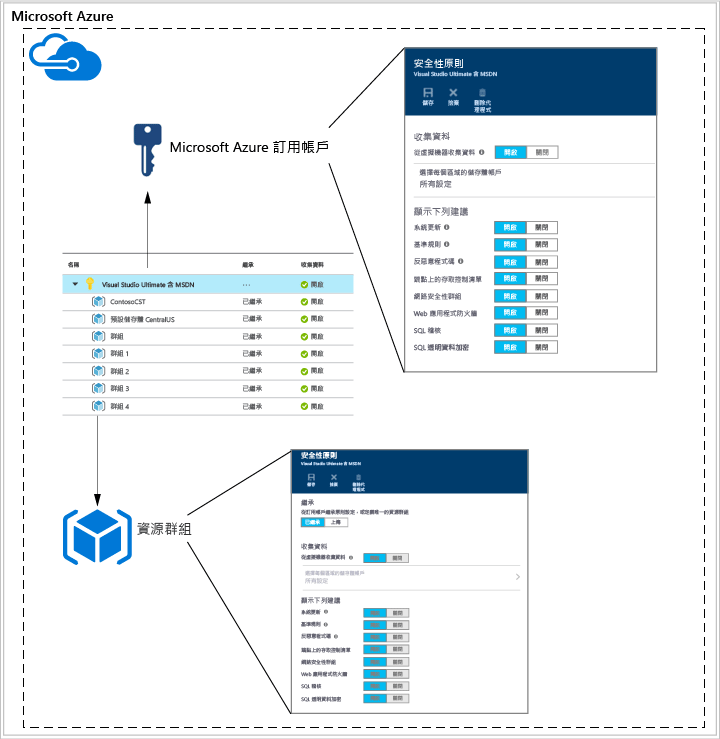 Microsoft Azure
安全性原則
Visual Studio Ultimate 含 MSDN
儲存 捨棄 刪除代理程式
收集資料
從虛擬機器收集資料 開啟 關閉
選擇每個區域的儲存體帳戶
所有設定
顯示下列建議
系統更新 開啟 關閉
基準規則 開啟 關閉
反惡意程式碼 開啟 關閉
端點上的存取控制清單 開啟 關閉
網路安全性群組 開啟 關閉
Web 應用程式防火牆 開啟 關閉
SQL 稽核 開啟 關閉
SQL 透明資料加密 開啟 關閉
Microsoft Azure 訂用帳戶
名稱 繼承 收集資料
Visual Studio Ultimate 含 MSDN ... 開啟
ContosoCST 已繼承 開啟
預設儲存體 CentralUS 已繼承 開啟
群組 已繼承 開啟
群組 1 已繼承 開啟
群組 2 已繼承 開啟
群組 3 已繼承 開啟
群組 4 已繼承 開啟
資源群組
安全性原則
Visual Studio Ultimate 含 MSDN
儲存 捨棄 刪除代理程式
繼承
從訂用帳戶繼承原則設定，或定義唯一的資源群組
已繼承 上傳
收集資料
從虛擬機器收集資料 開啟 關閉
選擇每個區域的儲存體帳戶
所有設定
顯示下列建議
系統更新 開啟 關閉
基準規則 開啟 關閉
反惡意程式碼 開啟 關閉
端點上的存取控制清單 開啟 關閉
網路安全性群組 開啟 關閉
Web 應用程式防火牆 開啟 關閉
SQL 稽核 開啟 關閉
SQL 透明資料加密 開啟 關閉